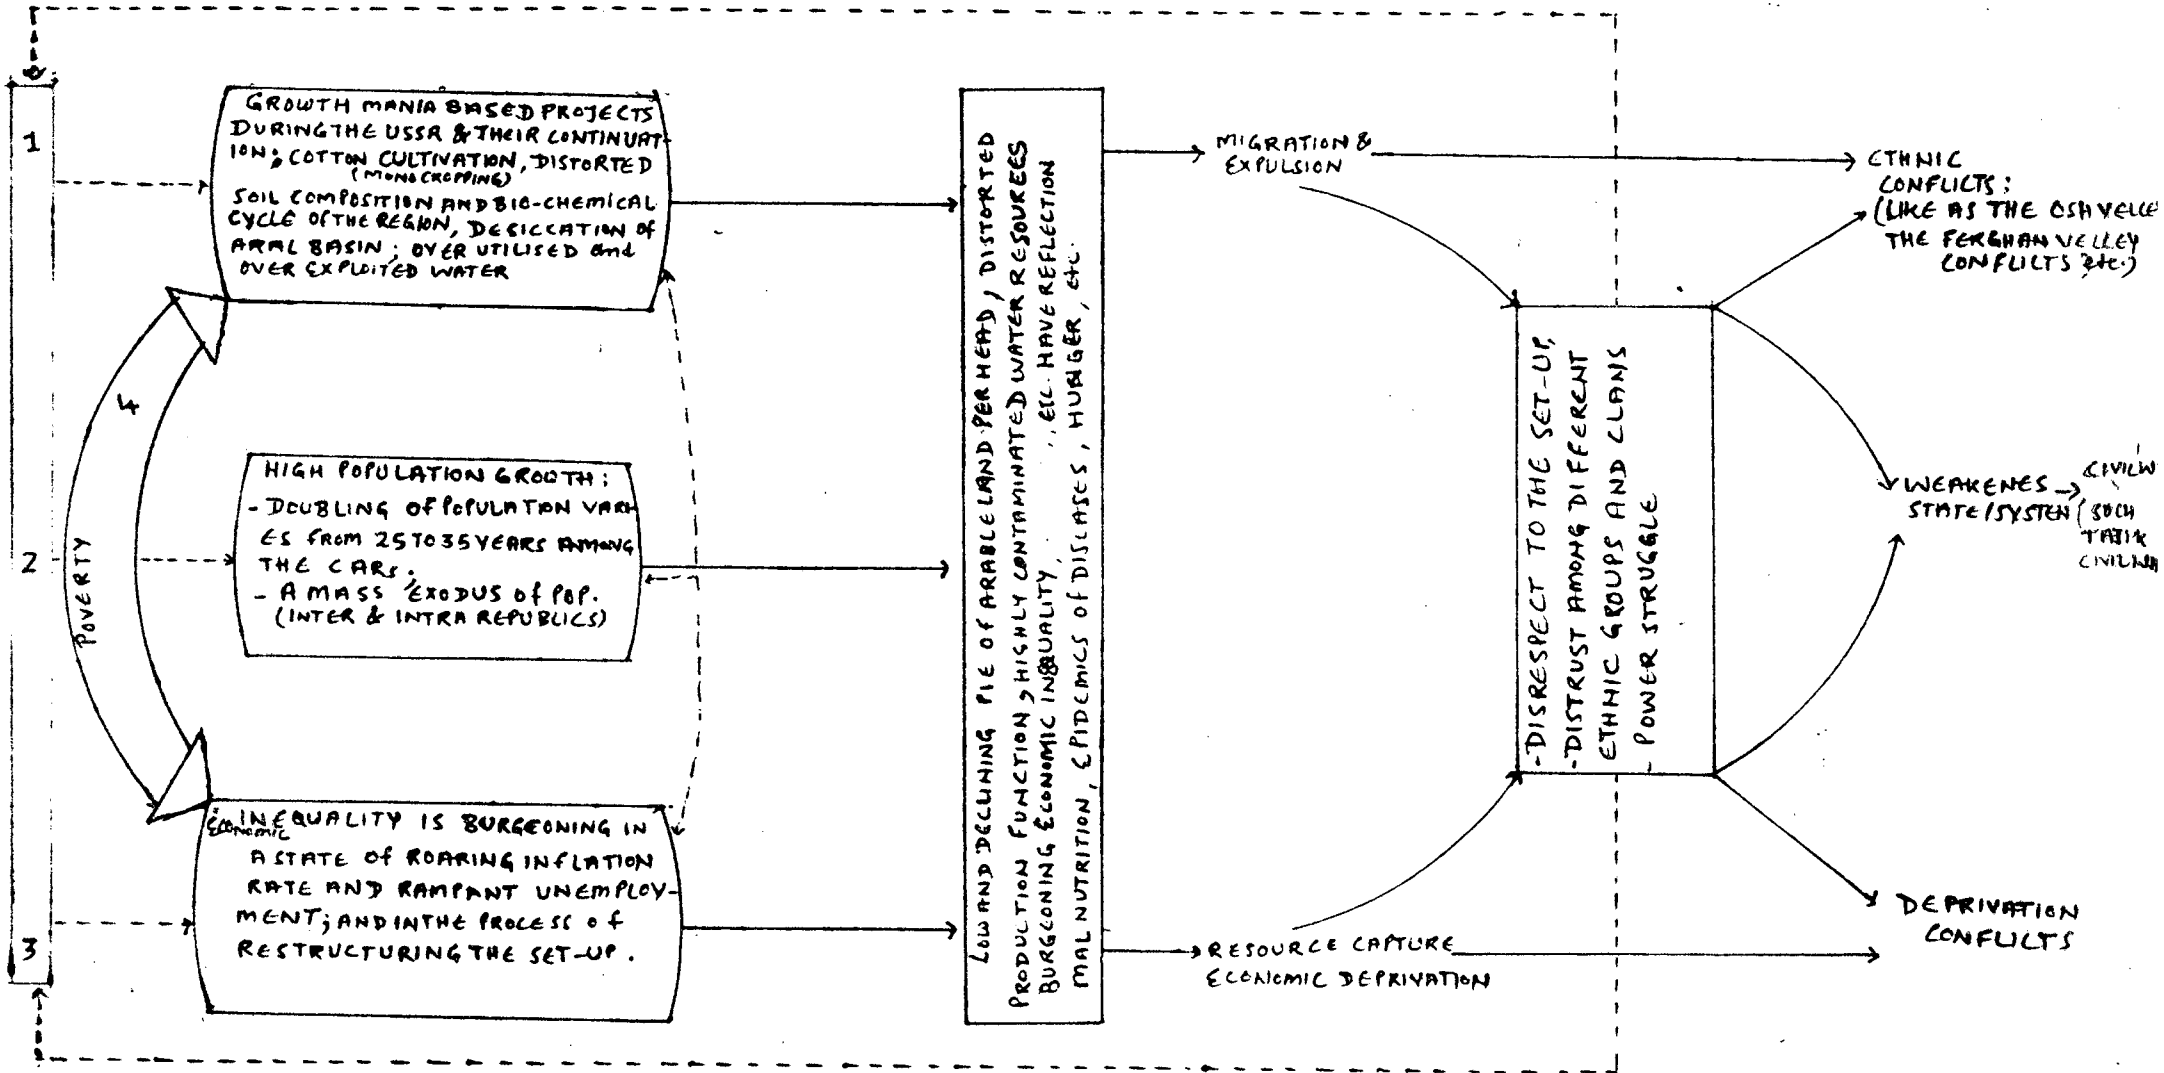 1
GROWTH MANIA BASED PROJECTS
DURING THE USSR & THEIR CONTINUAT-
ION; COTTON CULTIVATION, DISTORTED
(MONOCROPPING)
SOIL COMPOSITION AND BIO-CHEMICAL
CYCLE OF THE REGION, DESICCATION OF
ARAL BASIN; OVER UTILISED and
OVER EXPLOITED WATER
4
POVERTY
2
HIGH POPULATION GROWTH:
- DOUBLING OF POPULATION VARI-
ES FROM 25 TO 35 YEARS AMONG
THE CARs;
- A MASS EXODUS OF POP.
(INTER & INTRA REPUBLICS)
3
INEQUALITY IS BURGEONING IN
ECONOMIC
A STATE OF ROARING INFLATION
RATE AND RAMPANT UNEMPLOY-
MENT; AND IN THE PROCESS OF
RESTRUCTURING THE SET-UP.
LOW AND DECLINING PIE OF ARABLE LAND PER HEAD, DISTORTED
PRODUCTION FUNCTION, HIGHLY CONTAMINATED WATER RESOURCES
BURGEONING ECONOMIC INEQUALITY, ETC. HAVE REFLECTION
MALNUTRITION, EPIDEMICS OF DISEASES, HUNGER, etc.
MIGRATION &
EXPULSION
RESOURCE CAPTURE
ECONOMIC DEPRIVATION
-DISRESPECT TO THE SET-UP,
-DISTRUST AMONG DIFFERENT
ETHNIC GROUPS AND CLANS
- POWER STRUGGLE
ETHNIC
CONFLICTS:
(LIKE AS THE OSH VELLE
THE FERGHAN VELLEY
CONFLICTS etc.)
WEAKENES
STATE/SYSTEM
CIVILW
(SUCH
TAJIK
CIVILWA
DEPRIVATION
CONFLICTS